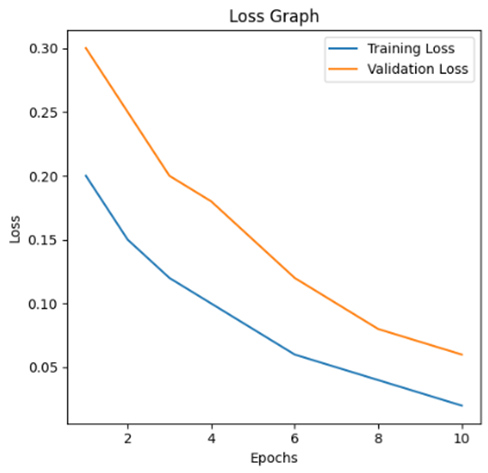 Loss Graph
Training Loss
Validation Loss
0.30
0.25
0.20
0.15
0.10
0.05
Loss
2 4 6 8 10
Epochs